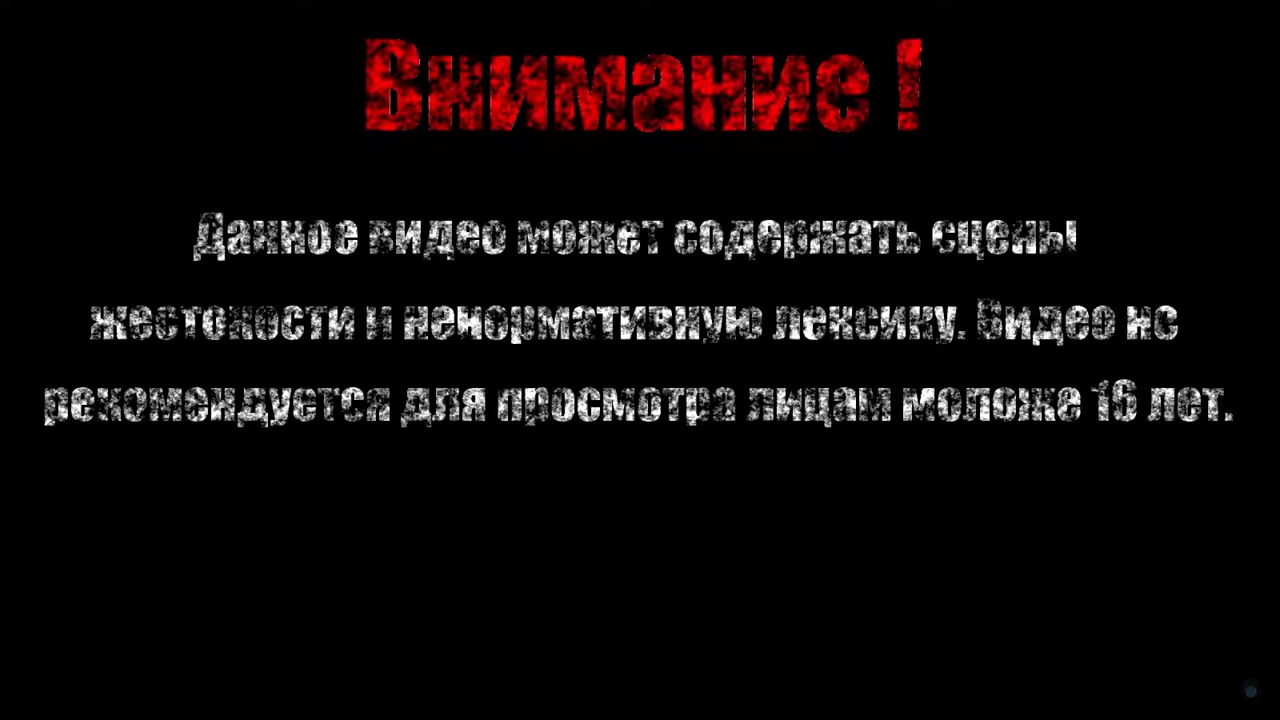 Внимание !
Данное видео может содержать сцены
жестокости и ненормативную лексику. Видео не
рекомендуется для просмотра лицам моложе 16 лет.